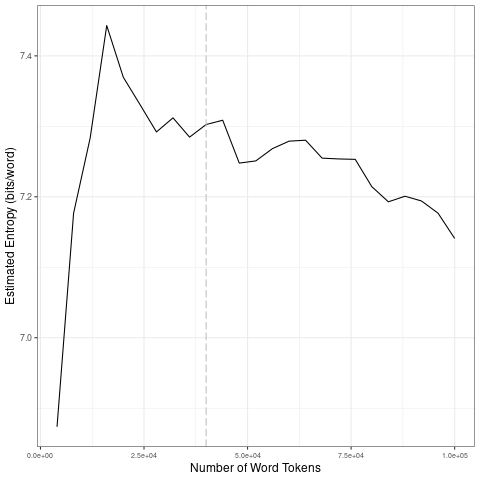 Estimated Entropy (bits/word)
7.4
7.2
7.0
0.0e+00 2.5e+04 5.0e+04 7.5e+04 1.0e+05
Number of Word Tokens